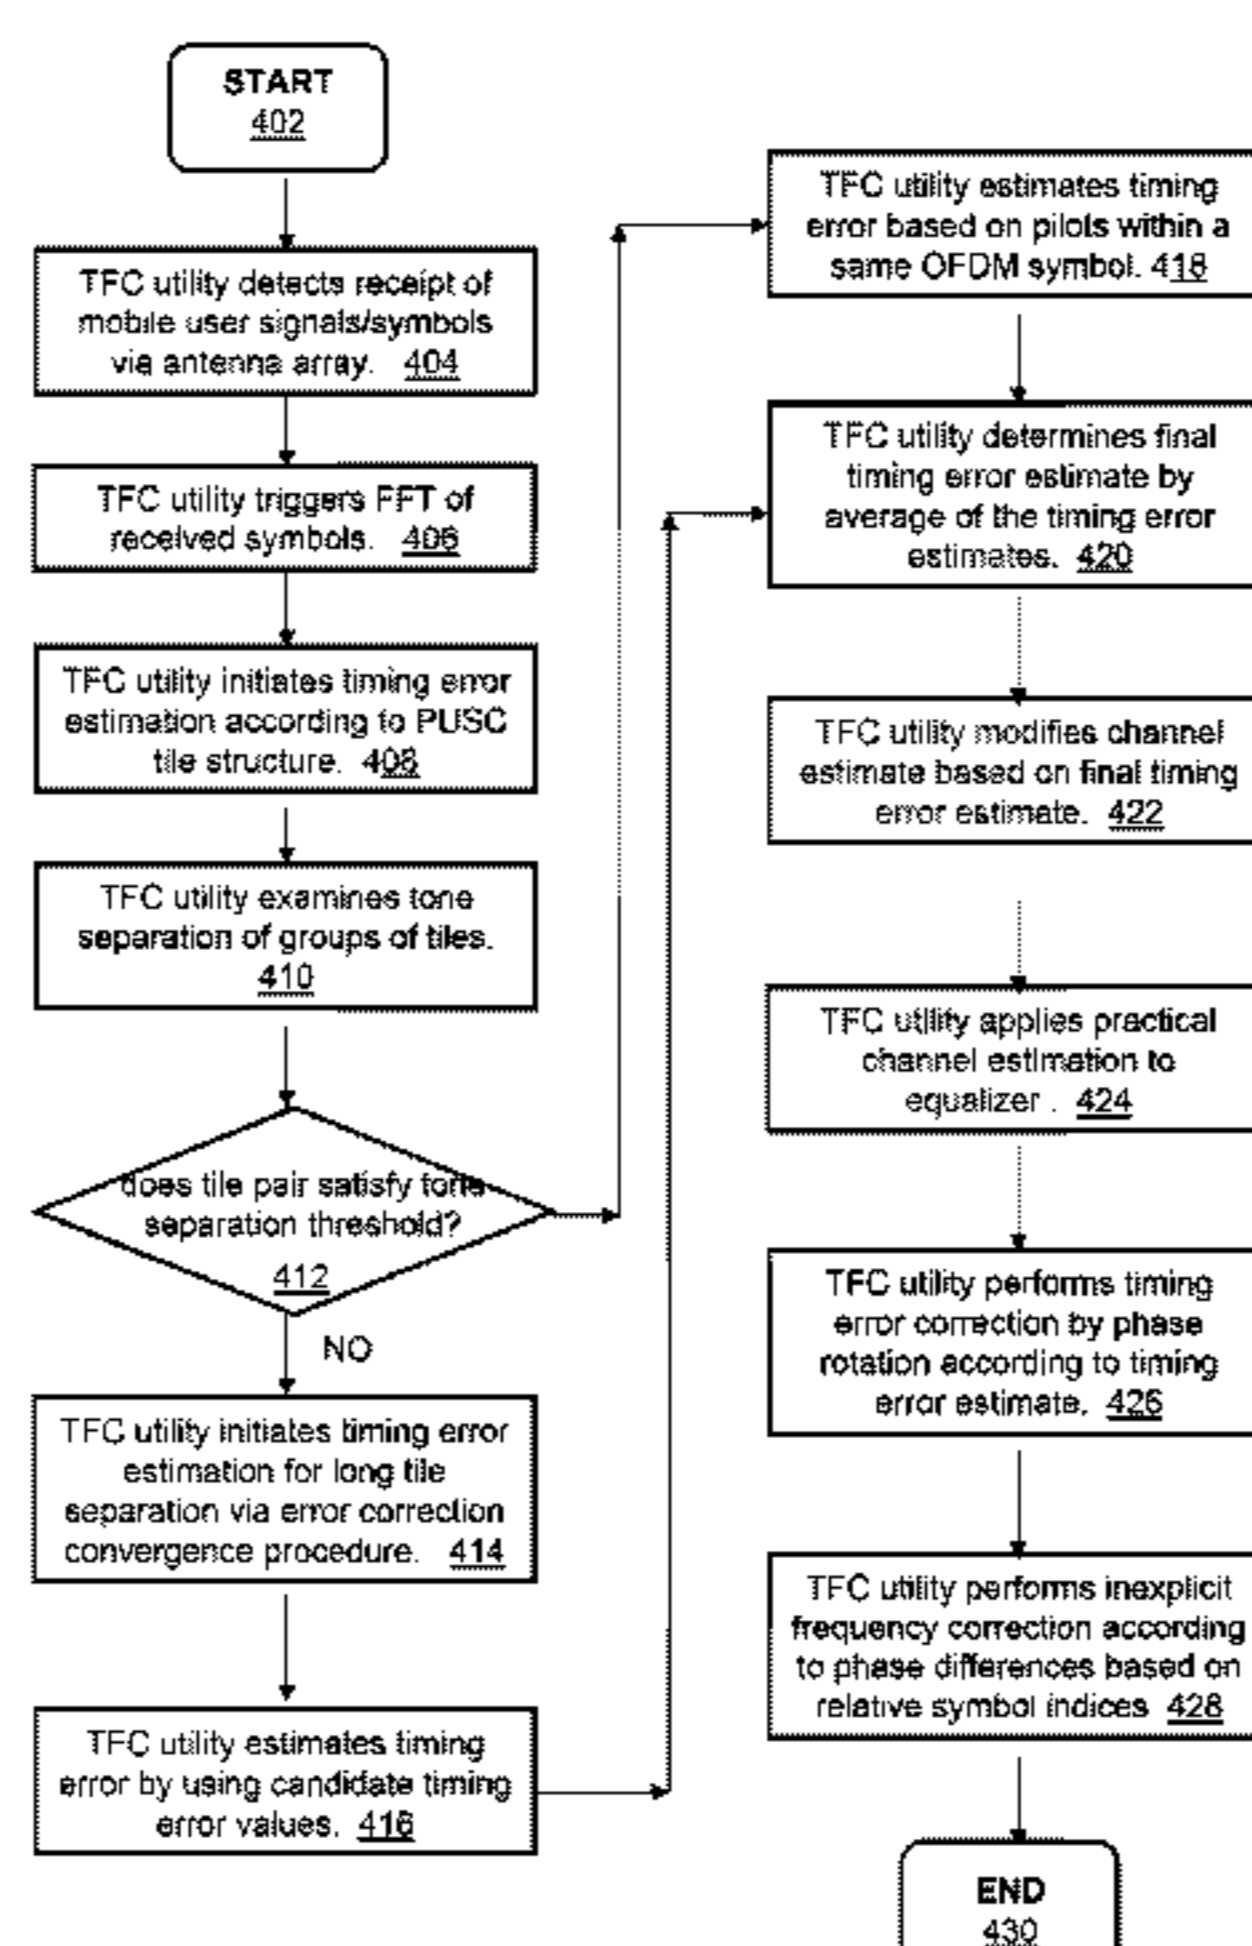 START
402
TFC utility detects receipt of
mobile user signals/symbols
via antenna array. 404
TFC utility triggers FFT of
received symbols. 406
TFC utility initiates timing error
estimation according to PUSC
tile structure. 408
TFC utility examines tone
separation of groups of tiles.
410
does tile pair satisfy tone
separation threshold?
412
NO
TFC utility initiates timing error
estimation for long tile
separation via error correction
convergence procedure. 414
TFC utility estimates timing
error by using candidate timing
error values. 416
TFC utility estimates timing
error based on pilots within a
same OFDM symbol. 418
TFC utility determines final
timing error estimate by
average of the timing error
estimates. 420
TFC utility modifies channel
estimate based on final timing
error estimate. 422
TFC utility applies practical
channel estimation to
equalizer . 424
TFC utility performs timing
error correction by phase
rotation according to timing
error estimate. 426
TFC utility performs inexplicit
frequency correction according
to phase differences based on
relative symbol indices 428
END
430